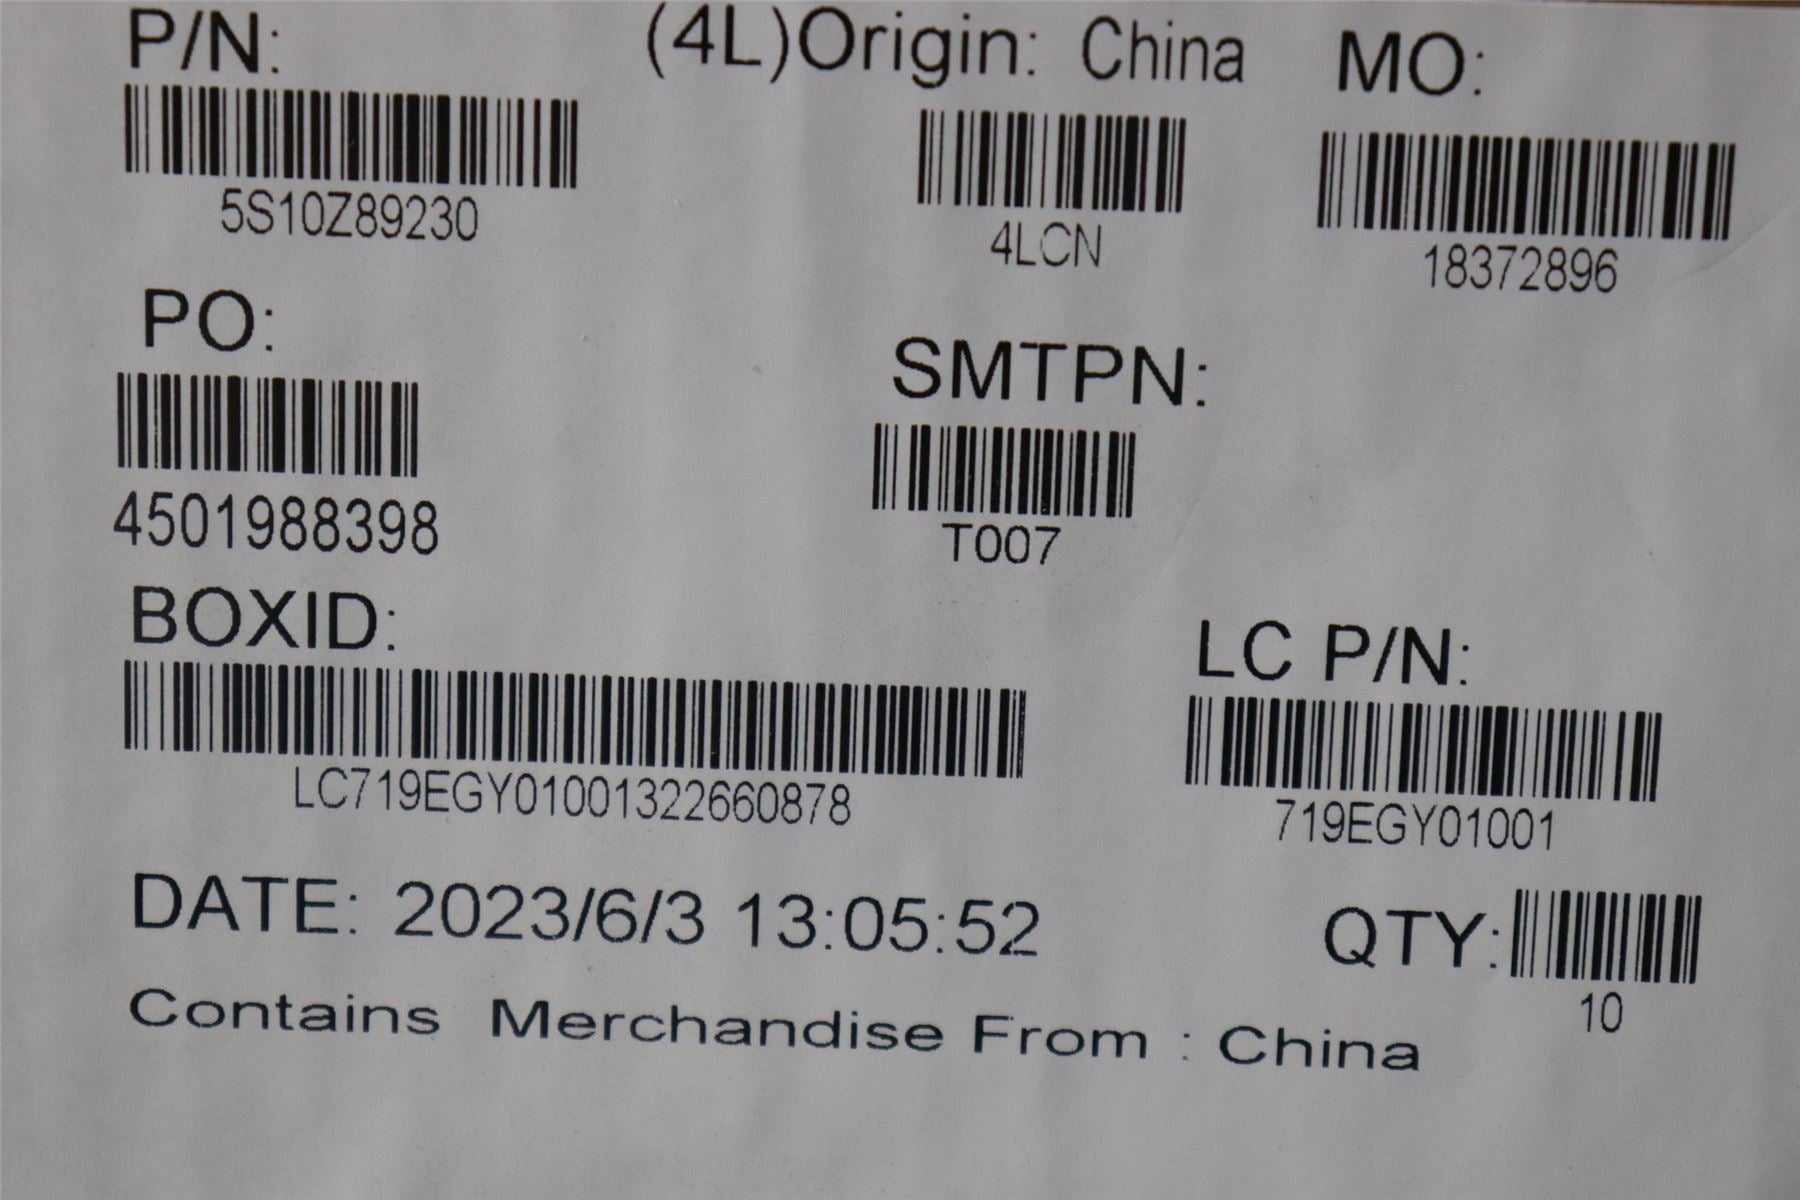 P/N: (4L)Origin: China MO:
5S10Z89230 4LCN 18372896
PO: SMTPN:
4501988398 T007
BOXID: LC P/N:
LC719EGY01001322660878 719EGY01001
DATE: 2023/6/3 13:05:52 QTY:
10
Contains Merchandise From : China